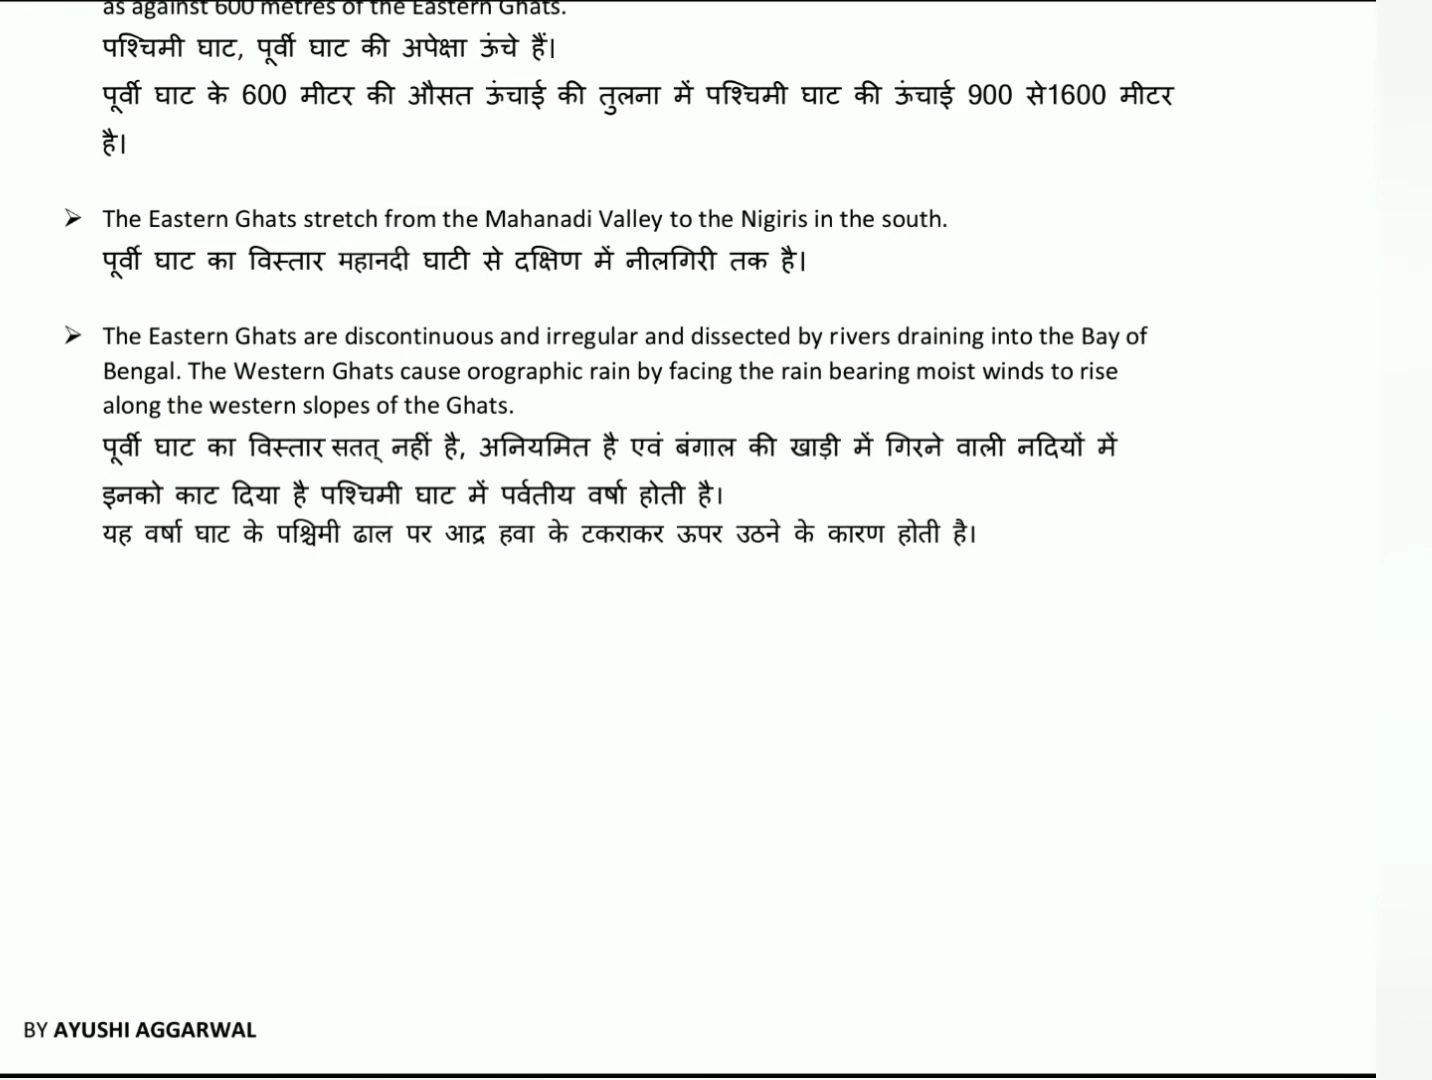 as against 600 metres of the Eastern Ghats.
पश्चिमी घाट, पूर्वी घाट की अपेक्षा ऊंचे हैं।
पूर्वी घाट के 600 मीटर की औसत ऊंचाई की तुलना में पश्चिमी घाट की ऊंचाई 900 से1600 मीटर
है।
➢ The Eastern Ghats stretch from the Mahanadi Valley to the Nigiris in the south.
पूर्वी घाट का विस्तार महानदी घाटी से दक्षिण में नीलगिरी तक है।
➢ The Eastern Ghats are discontinuous and irregular and dissected by rivers draining into the Bay of
Bengal. The Western Ghats cause orographic rain by facing the rain bearing moist winds to rise
along the western slopes of the Ghats.
पूर्वी घाट का विस्तार सतत् नहीं है, अनियमित है एवं बंगाल की खाड़ी में गिरने वाली नदियों में
इनको काट दिया है पश्चिमी घाट में पर्वतीय वर्षा होती है।
यह वर्षा घाट के पश्चिमी ढाल पर आद्र हवा के टकराकर ऊपर उठने के कारण होती है।
BY AYUSHI AGGARWAL